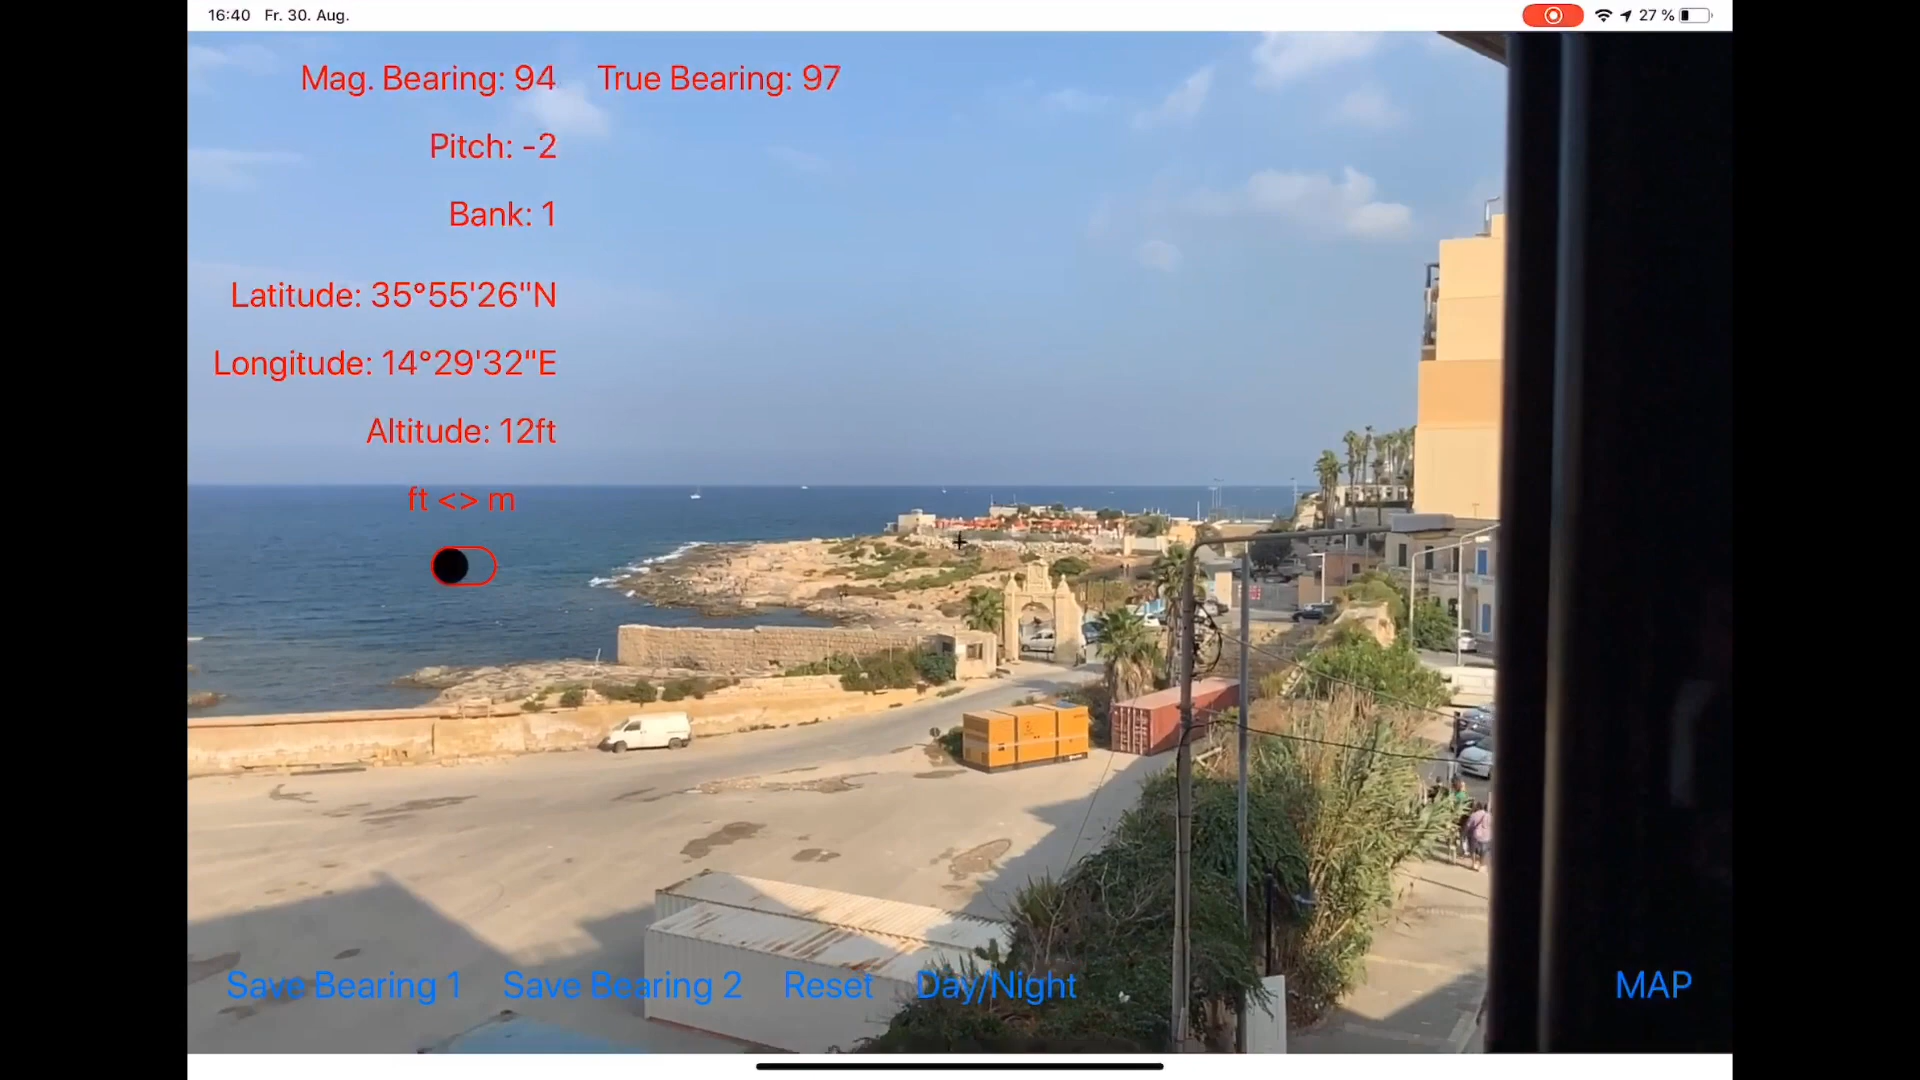 16:40 Fr. 30. Aug.
27 %
Mag. Bearing: 94 True Bearing: 97
Pitch: -2
Bank: 1
Latitude: 35°55'26"N
Longitude: 14°29'32"E
Altitude: 12ft
ft <> m
Save Bearing 1 Save Bearing 2 Reset Day/Night MAP